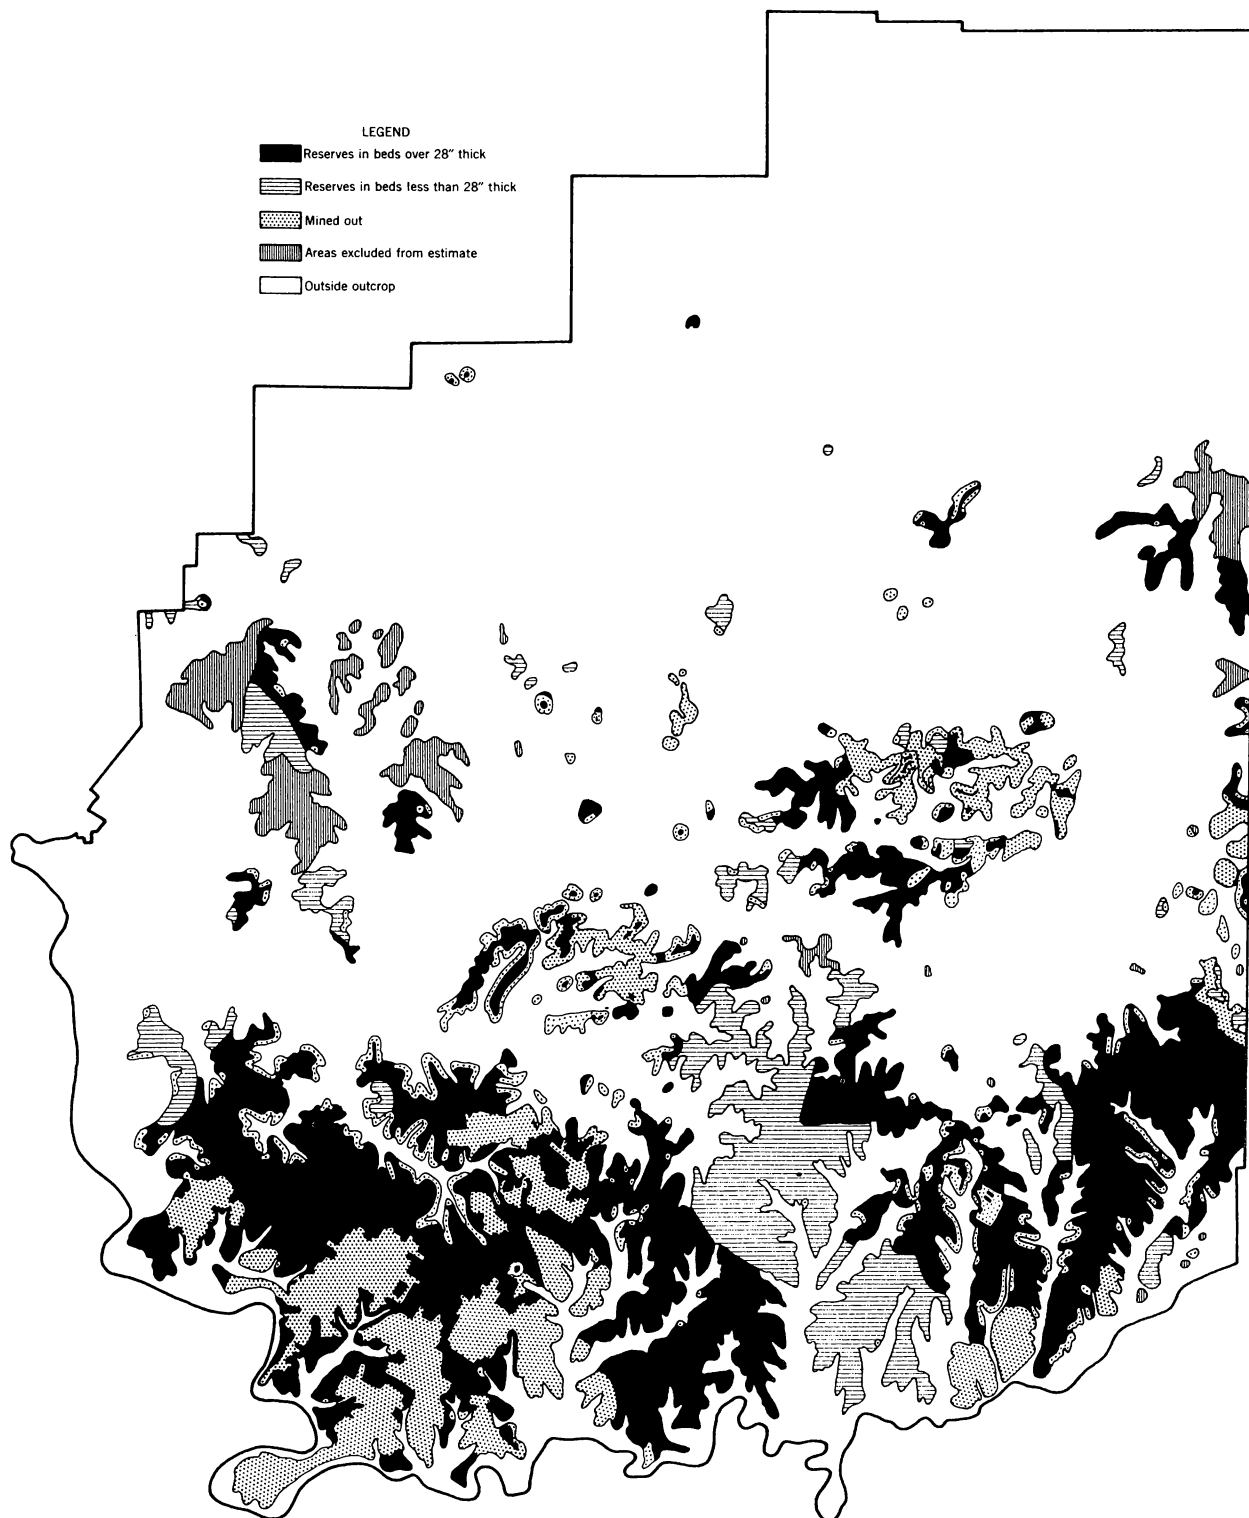 LEGEND
Reserves in beds over 28" thick
Reserves in beds less than 28" thick
Mined out
Areas excluded from estimate
Outside outcrop